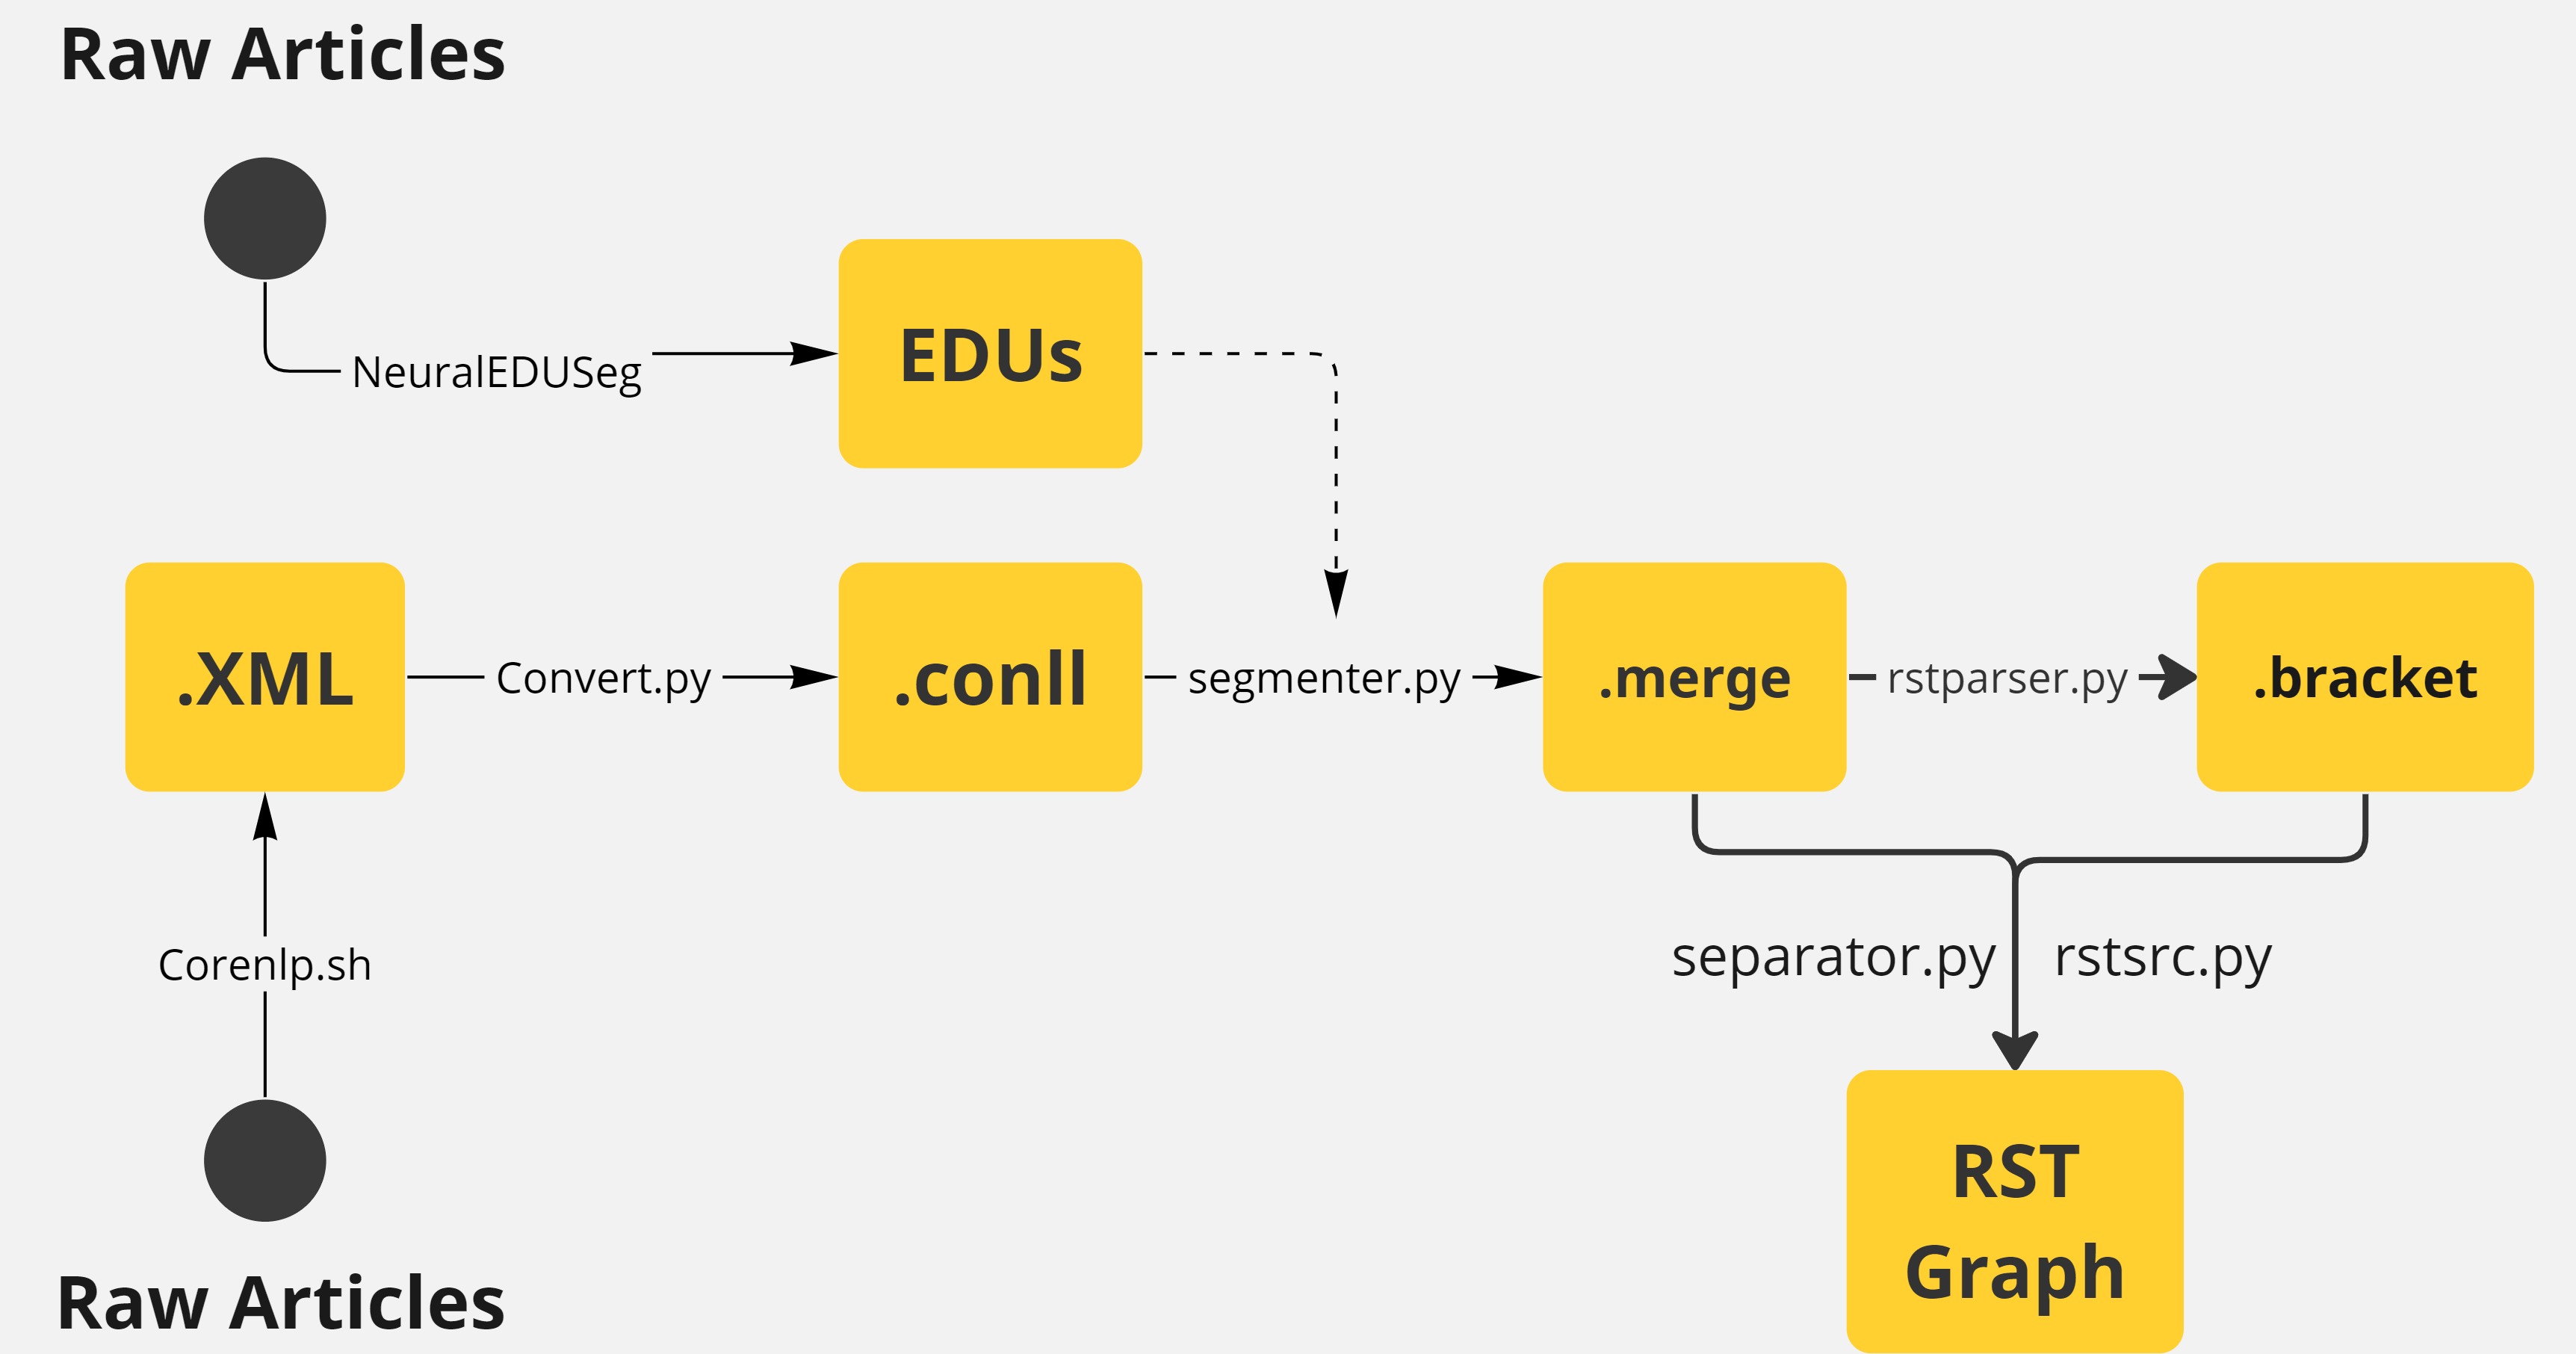 Raw Articles
NeuralEDUSeg
EDUs
.XML
Convert.py
.conll
segmenter.py
.merge
rstparser.py
.bracket
Corenlp.sh
separator.py
rstsrc.py
RST
Graph
Raw Articles